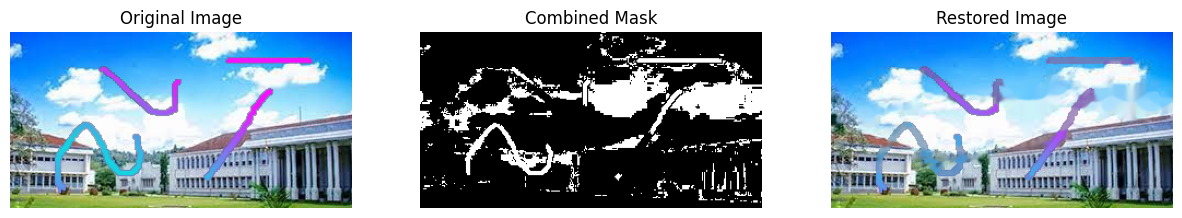 Original Image
Combined Mask
Restored Image